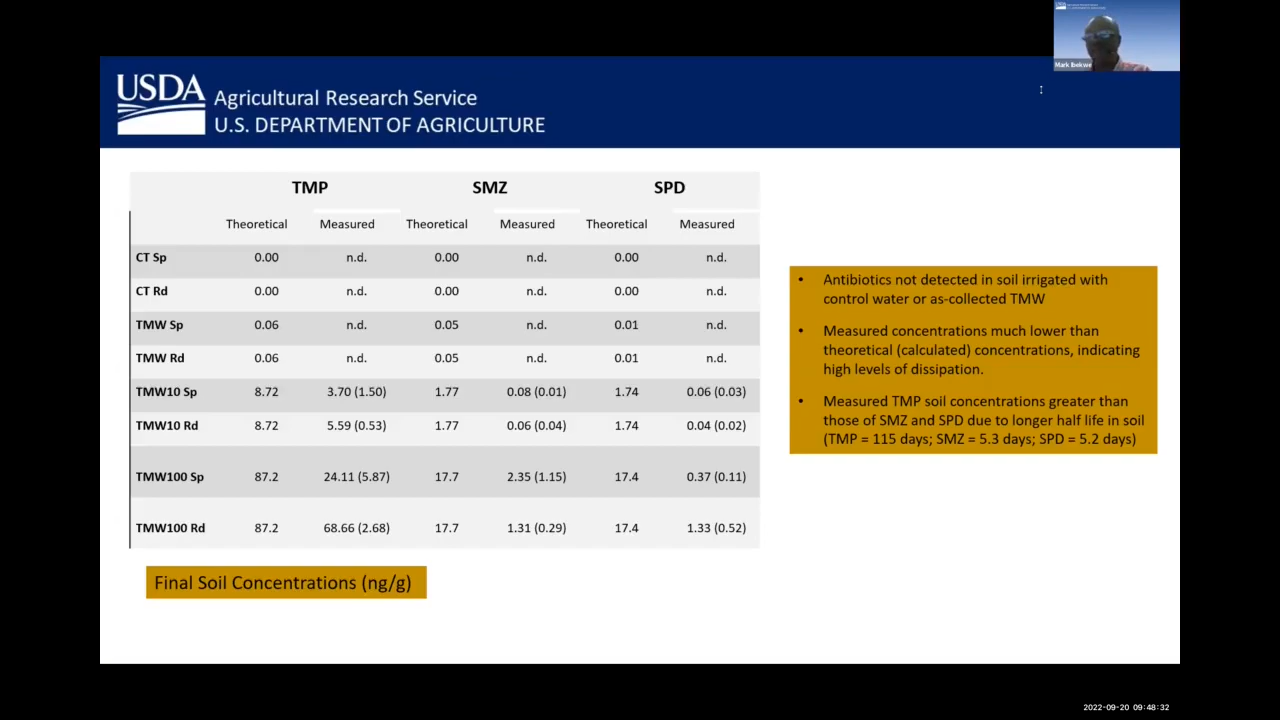 Mark Ibekwe
USDA
Agricultural Research Service
U.S. DEPARTMENT OF AGRICULTURE
TMP SMZ SPD
Theoretical Measured Theoretical Measured Theoretical Measured
CT Sp 0.00 n.d. 0.00 n.d. 0.00 n.d.
CT Rd 0.00 n.d. 0.00 n.d. 0.00 n.d.
TMW Sp 0.06 n.d. 0.05 n.d. 0.01 n.d.
TMW Rd 0.06 n.d. 0.05 n.d. 0.01 n.d.
TMW10 Sp 8.72 3.70 (1.50) 1.77 0.08 (0.01) 1.74 0.06 (0.03)
TMW10 Rd 8.72 5.59 (0.53) 1.77 0.06 (0.04) 1.74 0.04 (0.02)
TMW100 Sp 87.2 24.11 (5.87) 17.7 2.35 (1.15) 17.4 0.37 (0.11)
TMW100 Rd 87.2 68.66 (2.68) 17.7 1.31 (0.29) 17.4 1.33 (0.52)
Final Soil Concentrations (ng/g)
• Antibiotics not detected in soil irrigated with
control water or as-collected TMW
• Measured concentrations much lower than
theoretical (calculated) concentrations, indicating
high levels of dissipation.
• Measured TMP soil concentrations greater than
those of SMZ and SPD due to longer half life in soil
(TMP = 115 days; SMZ = 5.3 days; SPD = 5.2 days)
2022-09-20 09:48:32